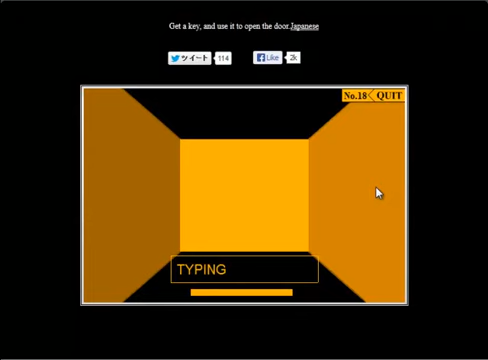 Get a key, and use it to open the door.Japanese
ツイート 114 Like 2k
No.18 QUIT
TYPING